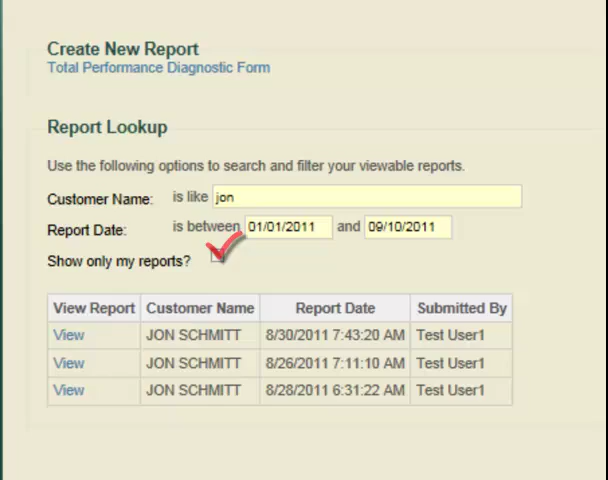 Create New Report
Total Performance Diagnostic Form
Report Lookup
Use the following options to search and filter your viewable reports.
Customer Name: is like jon
Report Date: is between 01/01/2011 and 09/10/2011
Show only my reports?
View Report Customer Name Report Date Submitted By
View JON SCHMITT 8/30/2011 7:43:20 AM Test User1
View JON SCHMITT 8/26/2011 7:11:10 AM Test User1
View JON SCHMITT 8/28/2011 6:31:22 AM Test User1